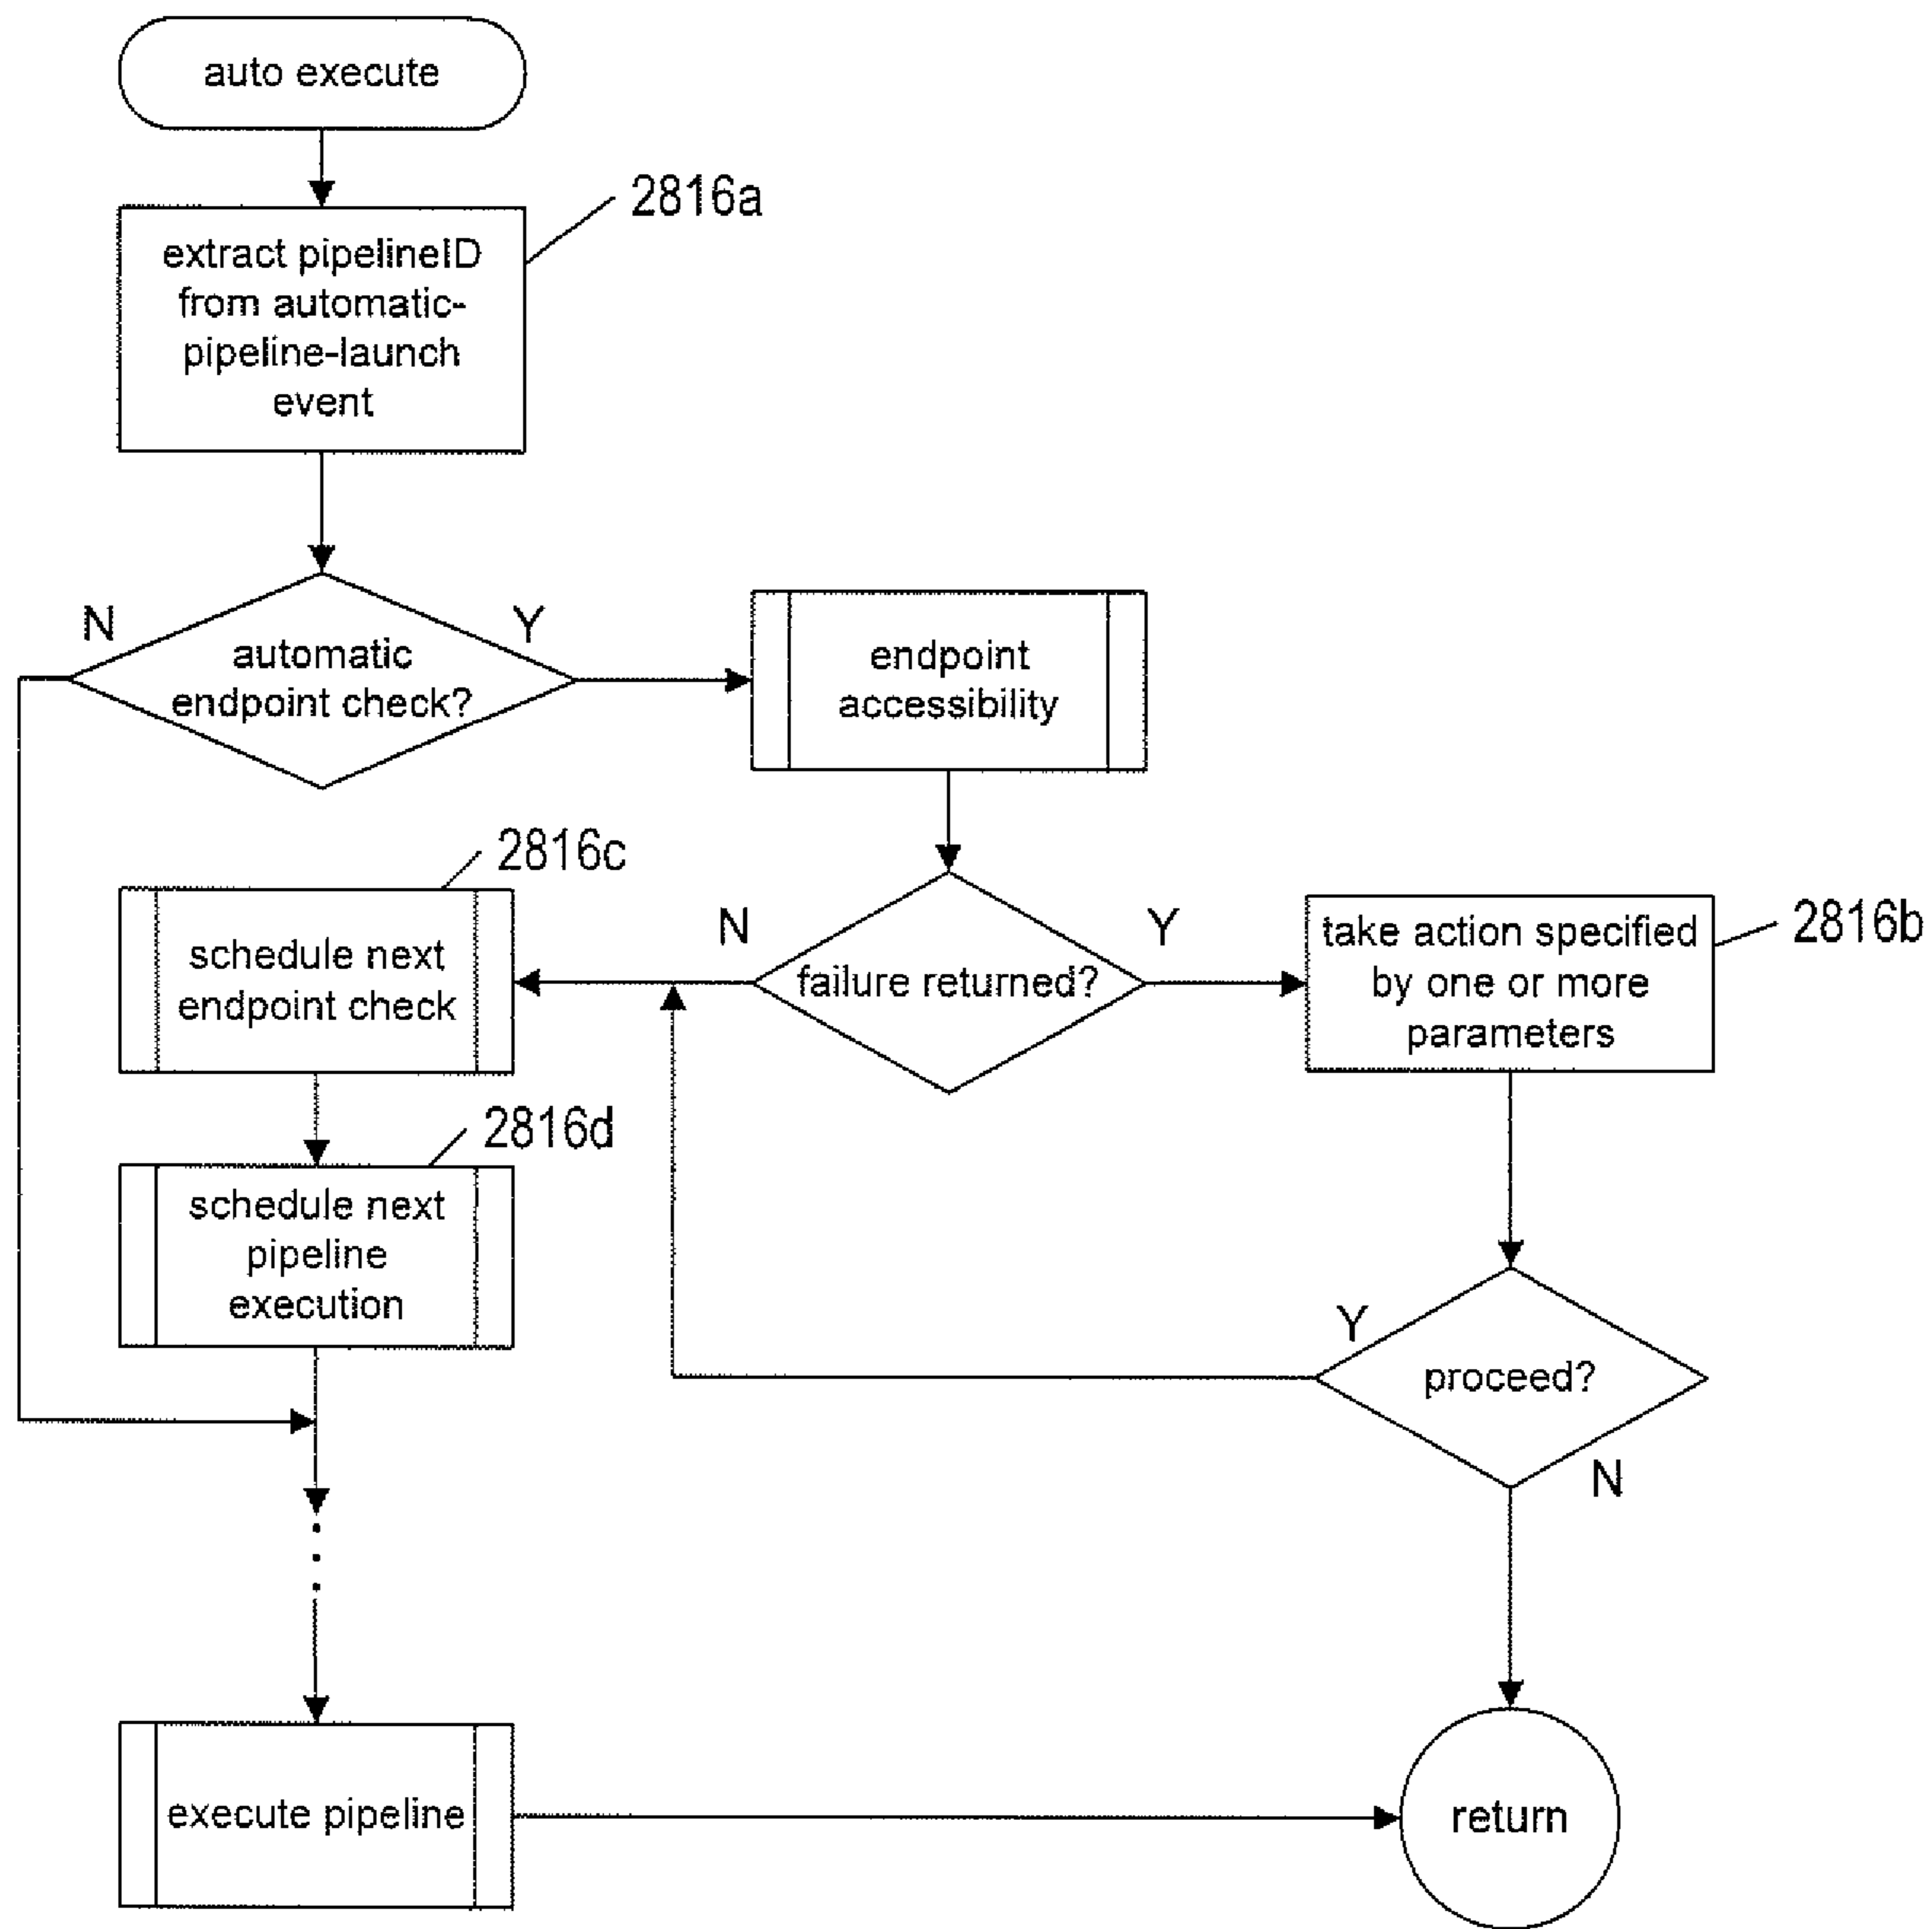 auto execute
2816a
extract pipelineID
from automatic-
pipeline-launch
event
N
Y
automatic
endpoint check?
endpoint
accessibility
2816c
schedule next
endpoint check
N
Y
failure returned?
take action specified
by one or more
parameters
2816b
2816d
schedule next
pipeline
execution
Y
proceed?
N
execute pipeline
return